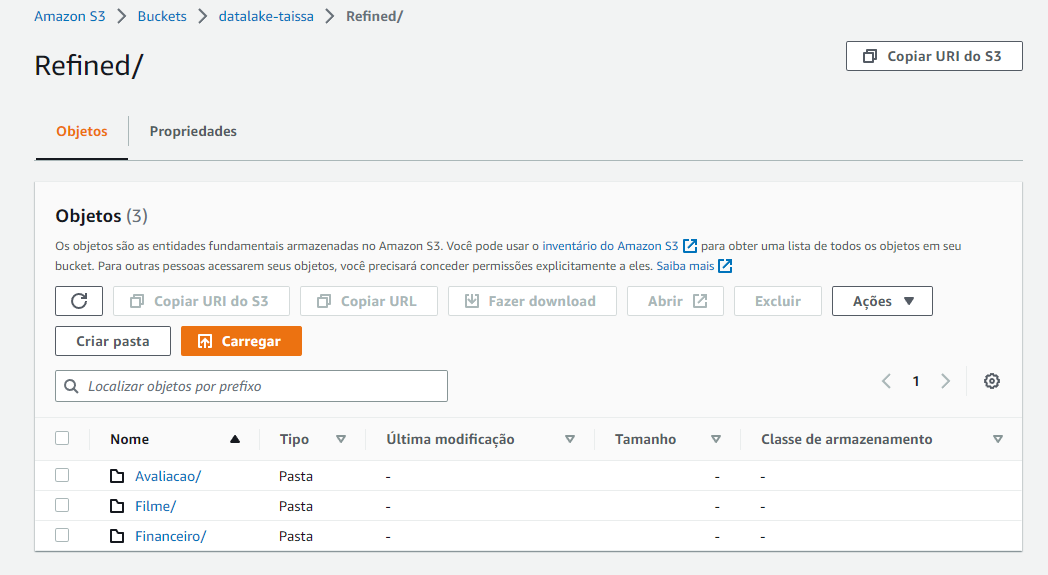 Amazon S3 > Buckets > datalake-taissa > Refined/
Refined/
Copiar URI do S3
Objetos Propriedades
Objetos (3)
Os objetos são as entidades fundamentais armazenadas no Amazon S3. Você pode usar o inventário do Amazon S3 para obter uma lista de todos os objetos em seu
bucket. Para outras pessoas acessarem seus objetos, você precisará conceder permissões explicitamente a eles. Saiba mais
Copiar URI do S3 Copiar URL Fazer download Abrir Excluir Ações
Criar pasta Carregar
Localizar objetos por prefixo
1
Nome Tipo Última modificação Tamanho Classe de armazenamento
Avaliacao/ Pasta - - -
Filme/ Pasta - - -
Financeiro/ Pasta - - -